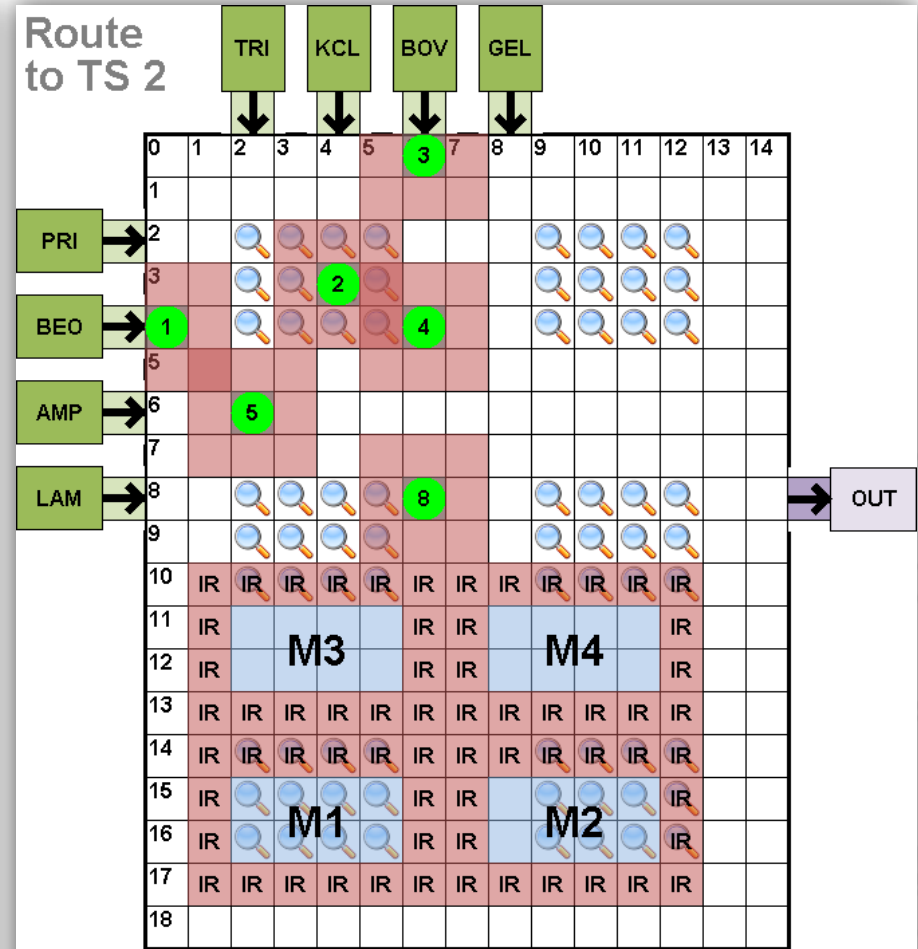 Route
to TS 2
TRI KCL BOV GEL
0 1 2 3 4 5 3 7 8 9 10 11 12 13 14
1
PRI 2
3 2
BEO 1 4
5
AMP 6 5
7
LAM 8 8 OUT
9
10 IR IR IR IR IR IR IR IR IR IR IR IR
11 IR IR IR IR
M3 M4
12 IR IR IR IR
13 IR IR IR IR IR IR IR IR IR IR IR IR
14 IR IR IR IR IR IR IR IR IR IR IR IR
15 IR IR IR IR
M1 M2
16 IR IR IR IR
17 IR IR IR IR IR IR IR IR IR IR IR IR
18